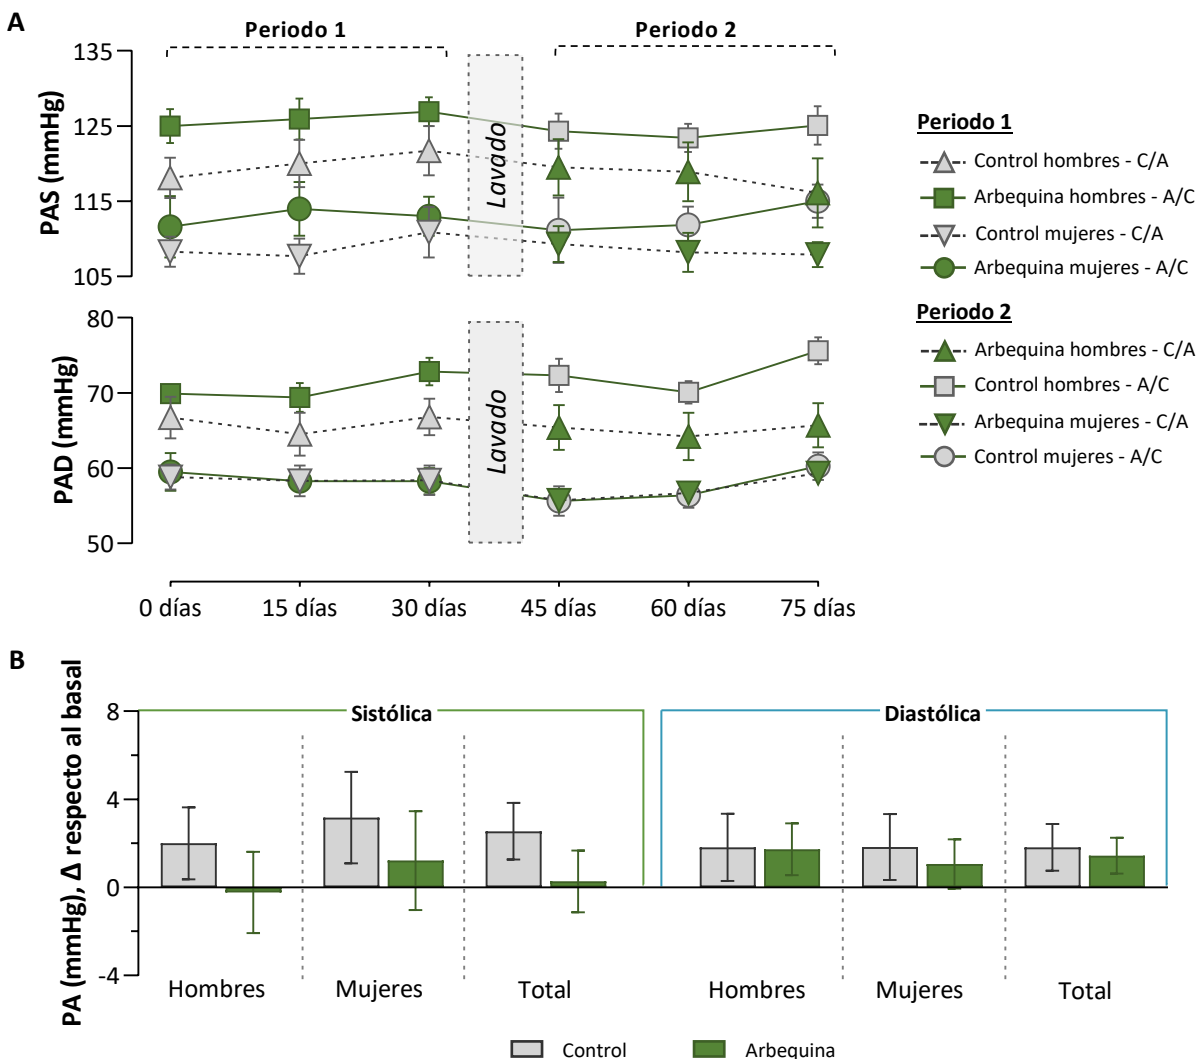 A
Periodo 1
Periodo 2
135
125
115
105
PAS (mmHg)
Lavado
80
70
60
50
PAD (mmHg)
Lavado
0 días
15 días
30 días
45 días
60 días
75 días
Periodo 1
Control hombres - C/A
Arbequina hombres - A/C
Control mujeres - C/A
Arbequina mujeres - A/C
Periodo 2
Arbequina hombres - C/A
Control hombres - A/C
Arbequina mujeres - C/A
Control mujeres - A/C
B
PA (mmHg), Δ respecto al basal
8
4
0
-4
Sistólica
Diastólica
Hombres
Mujeres
Total
Hombres
Mujeres
Total
Control
Arbequina